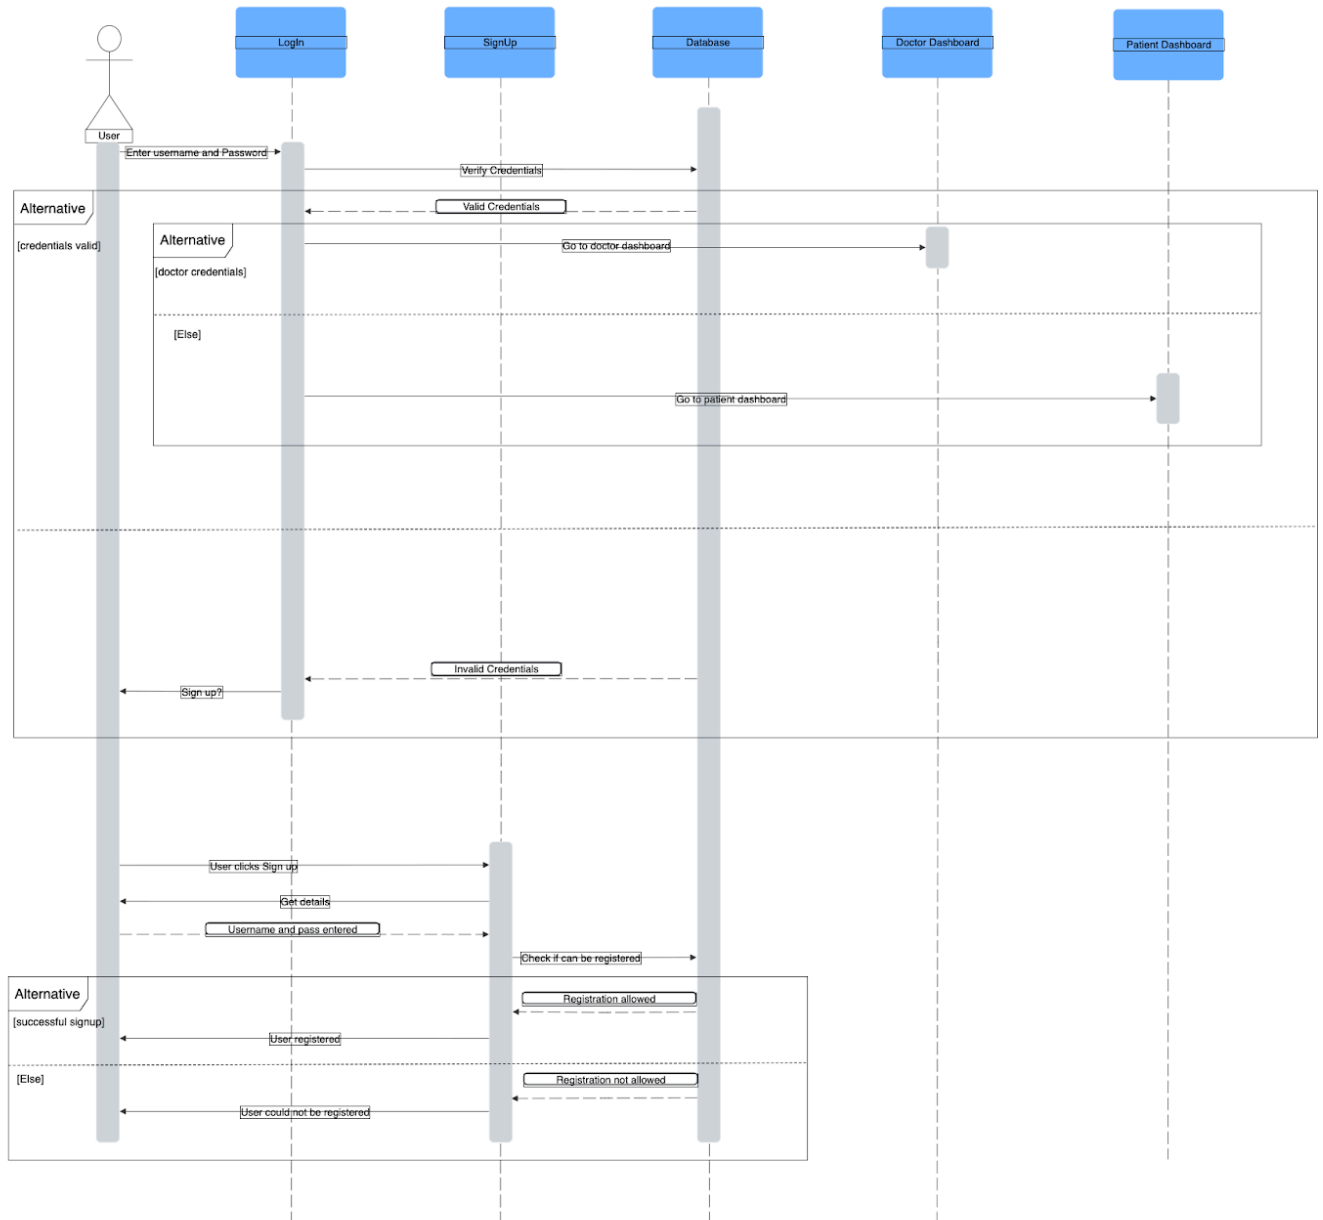 LogIn
SignUp
Database
Doctor Dashboard
Patient Dashboard
User
Enter username and Password
Verify Credentials
Alternative
Valid Credentials
[credentials valid]
Alternative
Go to doctor dashboard
[doctor credentials]
[Else]
Go to patient dashboard
Invalid Credentials
Sign up?
User clicks Sign up
Get details
Username and pass entered
Check if can be registered
Alternative
Registration allowed
[successful signup]
User registered
[Else]
Registration not allowed
User could not be registered